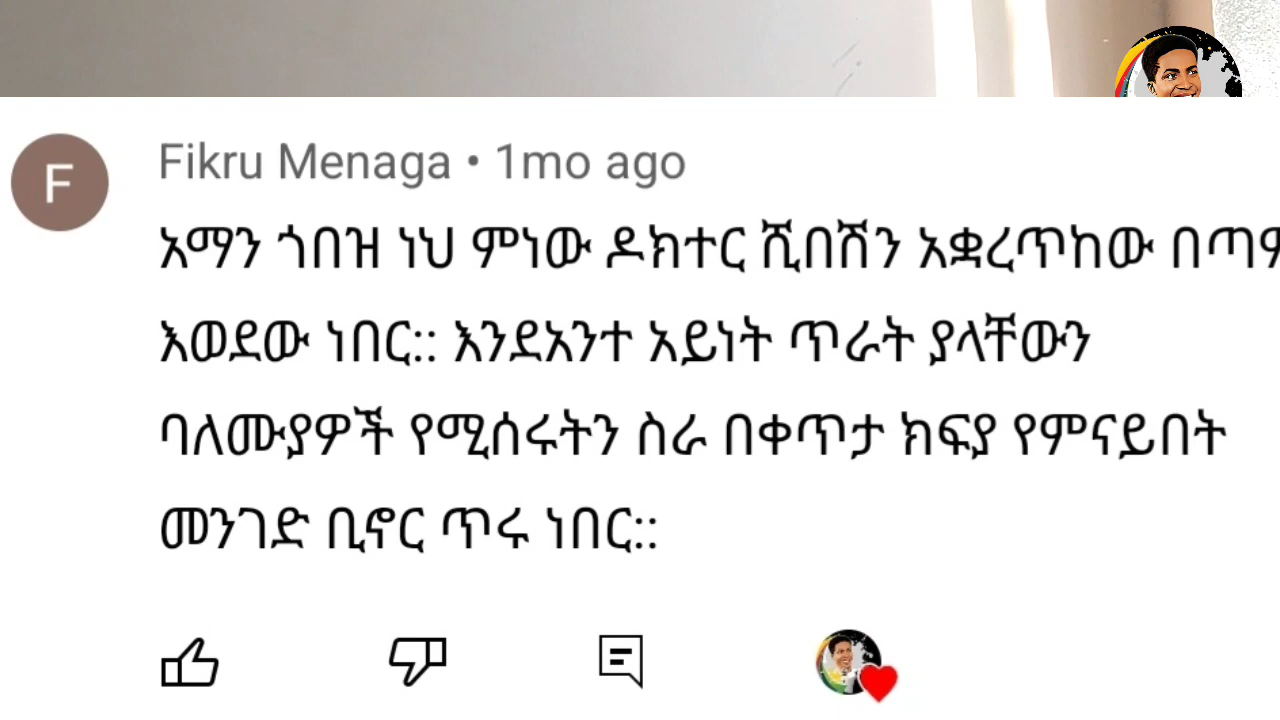 F
Fikru Menaga • 1mo ago
አማን ጎበዝ ነህ ምነው ዶክተር ሺበሽን አቋረጥከው
እወደው ነበር:: እንደአንተ አይነት ጥራት ያላቸውን
ባለሙያዎች የሚሰሩትን ስራ በቀጥታ ክፍያ የምናይበት
መንገድ ቢኖር ጥሩ ነበር::